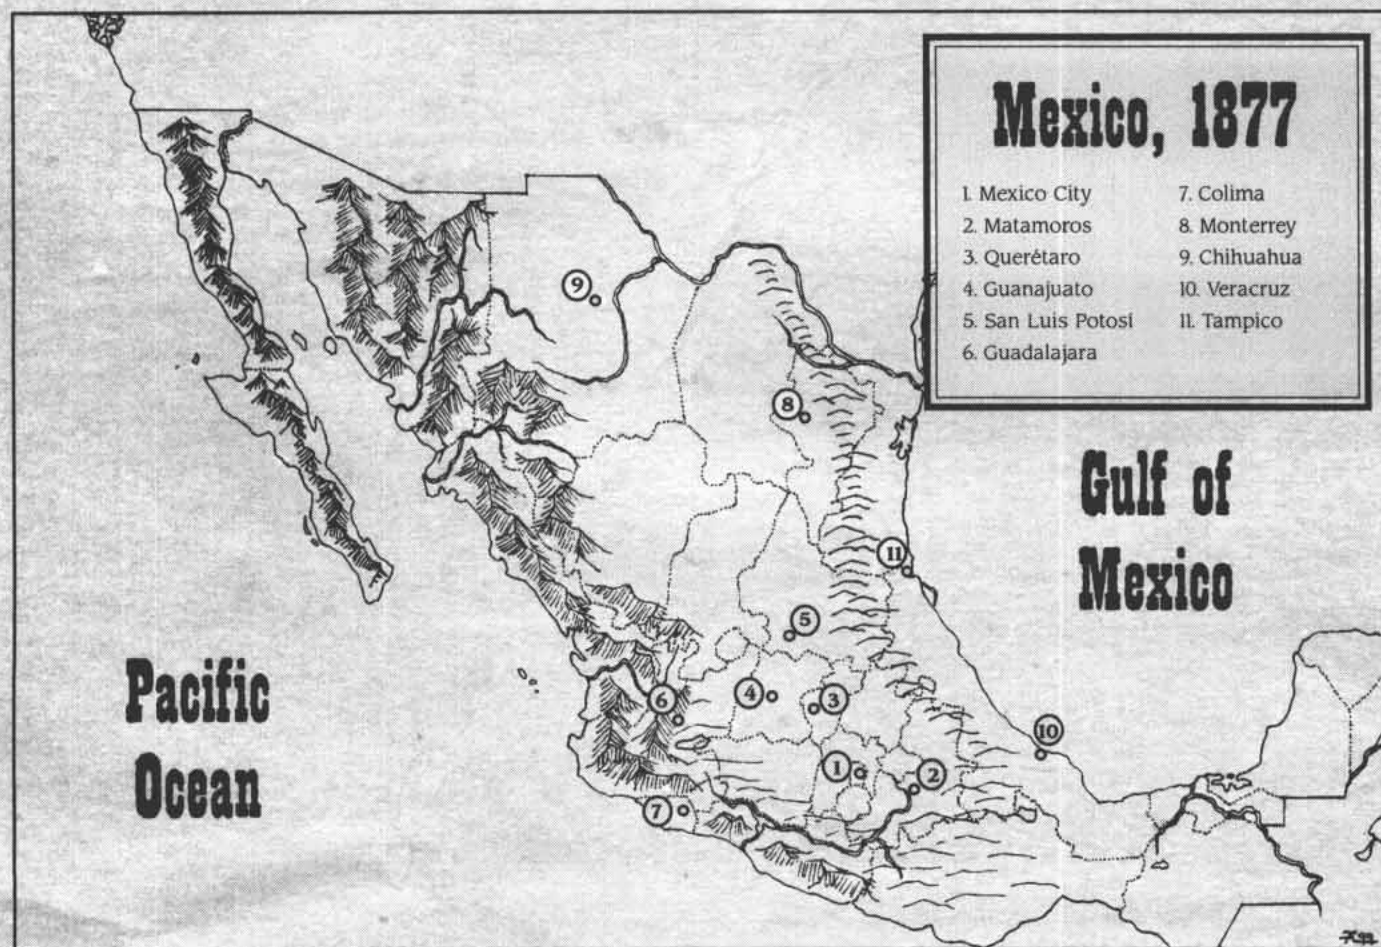 Mexico, 1877
1. Mexico City
2. Matamoros
3. Querétaro
4. Guanajuato
5. San Luis Potosi
6. Guadalajara
7. Colima
8. Monterrey
9. Chihuahua
10. Veracruz
11. Tampico
9
8
Gulf of
Mexico
11
5
Pacific
Ocean
6
4
3
10
1
2
7